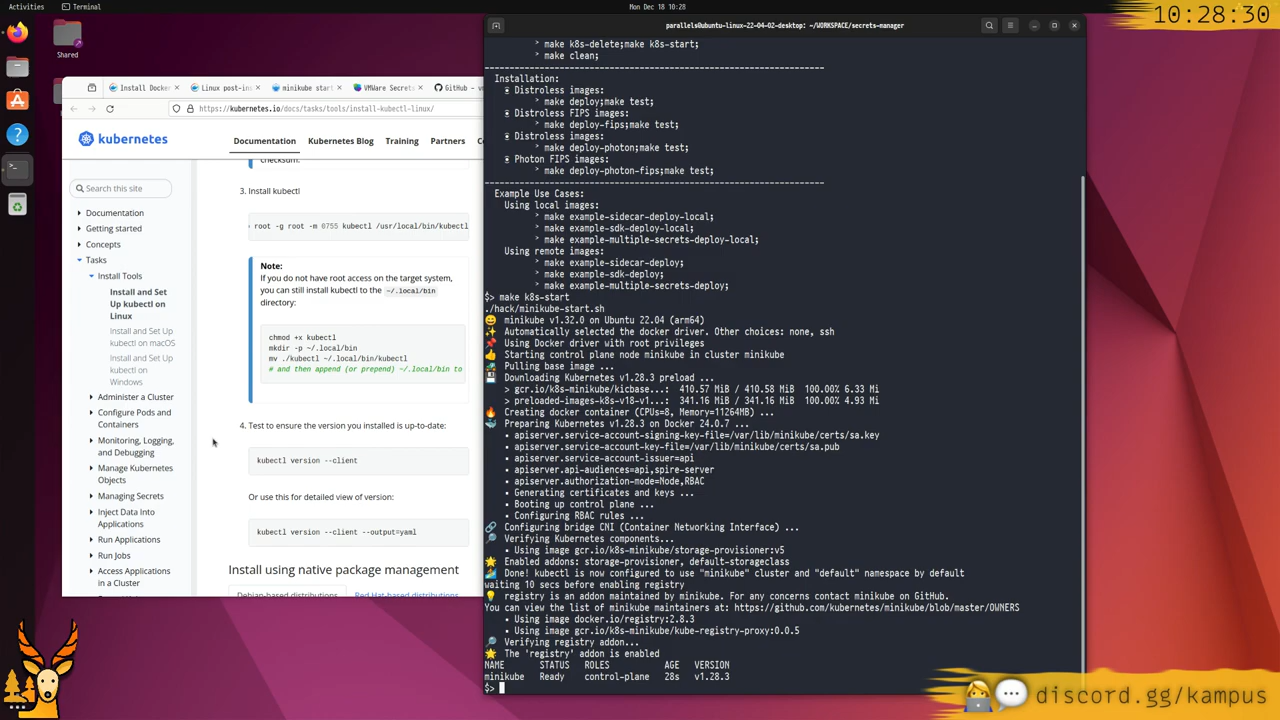 Activities
Terminal
Mon Dec 18 10:28
10:28:30
Shared
Install Docker
Linux post-ins
minikube start
VMWare Secret
GitHub - vm
https://kubernetes.io/docs/tasks/tools/install-kubectl-linux/
kubernetes
Documentation
Kubernetes Blog
Training
Partners
Search this site
Documentation
Getting started
Concepts
Tasks
Install Tools
Install and Set
Up kubectl on
Linux
Install and Set Up
kubectl on macOS
Install and Set Up
kubectl on
Windows
Administer a Cluster
Configure Pods and
Containers
Monitoring, Logging,
and Debugging
Manage Kubernetes
Objects
Managing Secrets
Inject Data Into
Applications
Run Applications
Run Jobs
Access Applications
in a Cluster
checksum.
3. Install kubectl
root -g root -m 0755 kubectl /usr/local/bin/kubectl
Note:
If you do not have root access on the target system,
you can still install kubectl to the ~/.local/bin
directory:
chmod +x kubectl
mkdir -p ~/.local/bin
mv ./kubectl ~/.local/bin/kubectl
# and then append (or prepend) ~/.local/bin to
4. Test to ensure the version you installed is up-to-date:
kubectl version --client
Or use this for detailed view of version:
kubectl version --client --output=yaml
Install using native package management
Debian-based distributions
Red Hat-based distributions
parallels@ubuntu-linux-22-04-02-desktop: ~/WORKSPACE/secrets-manager
˃ make k8s-delete;make k8s-start;
˃ make clean;
--------------------------------------------------------------------
Installation:
Distroless images:
˃ make deploy;make test;
Distroless FIPS images:
˃ make deploy-fips;make test;
Distroless images:
˃ make deploy-photon;make test;
Photon FIPS images:
˃ make deploy-photon-fips;make test;
--------------------------------------------------------------------
Example Use Cases:
Using local images:
˃ make example-sidecar-deploy-local;
˃ make example-sdk-deploy-local;
˃ make example-multiple-secrets-deploy-local;
Using remote images:
˃ make example-sidecar-deploy;
˃ make example-sdk-deploy;
˃ make example-multiple-secrets-deploy;
$> make k8s-start
./hack/minikube-start.sh
minikube v1.32.0 on Ubuntu 22.04 (arm64)
Automatically selected the docker driver. Other choices: none, ssh
Using Docker driver with root privileges
Starting control plane node minikube in cluster minikube
Pulling base image ...
Downloading Kubernetes v1.28.3 preload ...
> gcr.io/k8s-minikube/kicbase...: 410.57 MiB / 410.58 MiB 100.00% 6.33 Mi
> preloaded-images-k8s-v18-v1...: 341.16 MiB / 341.16 MiB 100.00% 4.93 Mi
Creating docker container (CPUs=8, Memory=11264MB) ...
Preparing Kubernetes v1.28.3 on Docker 24.0.7 ...
• apiserver.service-account-signing-key-file=/var/lib/minikube/certs/sa.key
• apiserver.service-account-key-file=/var/lib/minikube/certs/sa.pub
• apiserver.service-account-issuer=api
• apiserver.api-audiences=api,spire-server
• apiserver.authorization-mode=Node,RBAC
• Generating certificates and keys ...
• Booting up control plane ...
• Configuring RBAC rules ...
Configuring bridge CNI (Container Networking Interface) ...
Verifying Kubernetes components...
• Using image gcr.io/k8s-minikube/storage-provisioner:v5
Enabled addons: storage-provisioner, default-storageclass
Done! kubectl is now configured to use "minikube" cluster and "default" namespace by default
waiting 10 secs before enabling registry
registry is an addon maintained by minikube. For any concerns contact minikube on GitHub.
You can view the list of minikube maintainers at: https://github.com/kubernetes/minikube/blob/master/OWNERS
• Using image docker.io/registry:2.8.3
• Using image gcr.io/k8s-minikube/kube-registry-proxy:0.0.5
Verifying registry addon...
The 'registry' addon is enabled
NAME STATUS ROLES AGE VERSION
minikube Ready control-plane 28s v1.28.3
$>
discord.gg/kampus